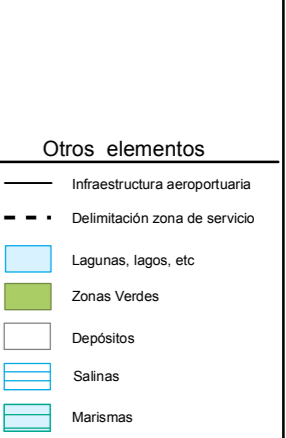 Otros elementos
Infraestructura aeroportuaria
Delimitación zona de servicio
Lagunas, lagos, etc
Zonas Verdes
Depósitos
Salinas
Marismas